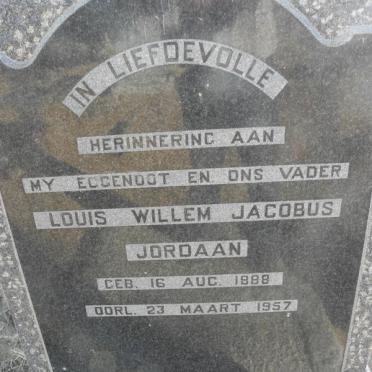 IN LIEFDEVOLLE
HERINNERING AAN
MY EGGENOOT EN ONS VADER
LOUIS WILLEM JACOBUS
JORDAAN
GEB. 16 AUG. 1888
OORL. 23 MAART 1957